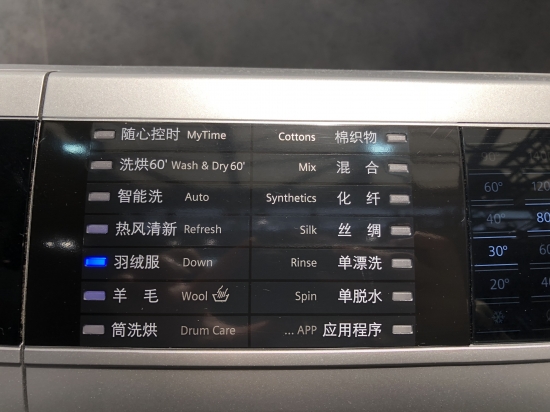 随心控时 MyTime Cottons 棉织物
洗烘60' Wash & Dry 60' Mix 混 合
智能洗 Auto Synthetics 化 纤
热风清新 Refresh Silk 丝 绸
羽绒服 Down Rinse 单漂洗
羊 毛 Wool Spin 单脱水
筒洗烘 Drum Care ... APP 应用程序
60° 120
40° 80
30° 60
20° 40